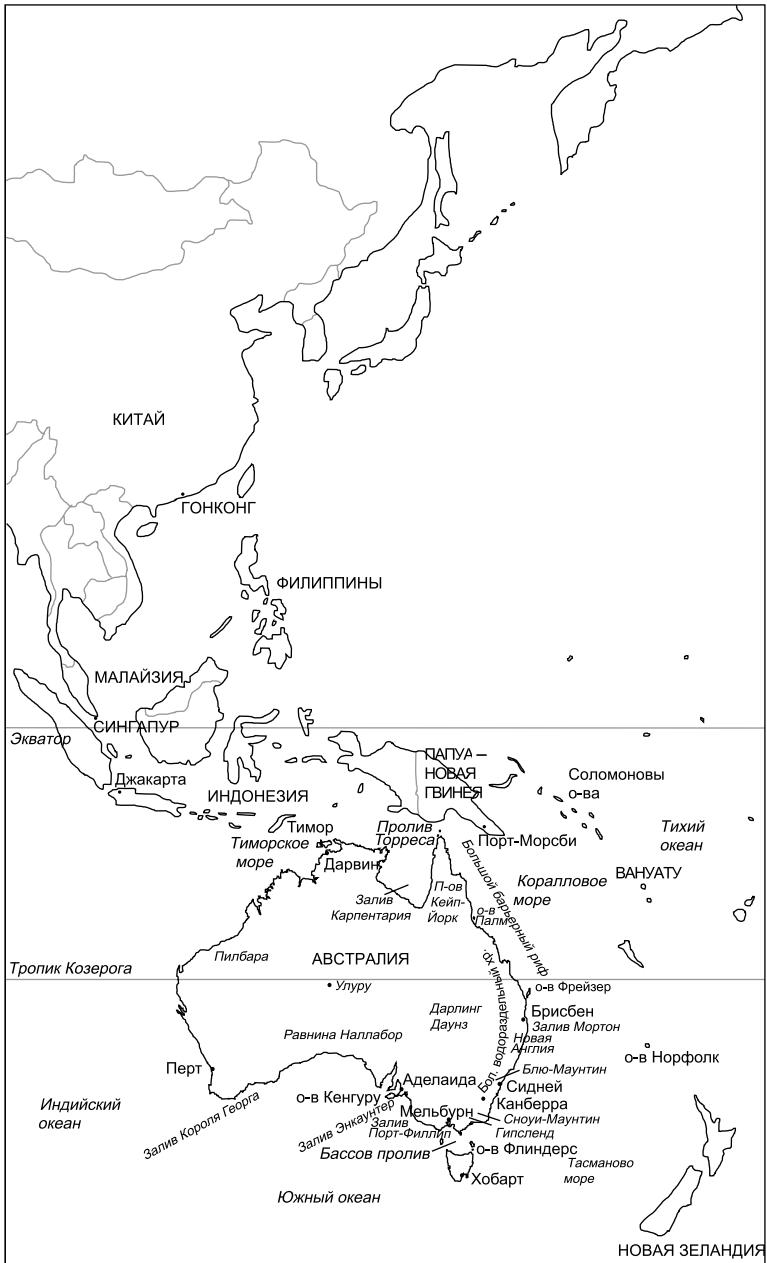 КИТАЙ
ГОНКОНГ
ФИЛИППИНЫ
МАЛАЙЗИЯ
СИНГАПУР
Экватор
ПАПУА –
НОВАЯ
ГВИНЕЯ
Соломоновы
о-ва
Джакарта
ИНДОНЕЗИЯ
Тимор
Тиморское
море
Пролив
Торреса
Порт-Морсби
Тихий
океан
Дарвин
Большой барьерный риф
Коралловое
море
ВАНУАТУ
П-ов
Кейп-
Йорк
Залив
Карпентария
о-в
Палм
Пилбара
АВСТРАЛИЯ
Тропик Козерога
Улуру
о-в Фрейзер
Бол. водораздельный хр.
Дарлинг
Даунз
Брисбен
Залив Мортон
Равнина Наллабор
Новая
Англия
о-в Норфолк
Перт
Блю-Маунтин
Аделаида
Сидней
о-в Кенгуру
Канберра
Индийский
океан
Залив Короля Георга
Залив Энкаунтер
Мельбурн
Сноуи-Маунтин
Залив
Порт-Филлип
Гипсленд
Бассов пролив
о-в Флиндерс
Тасманово
море
Хобарт
Южный океан
НОВАЯ ЗЕЛАНДИЯ